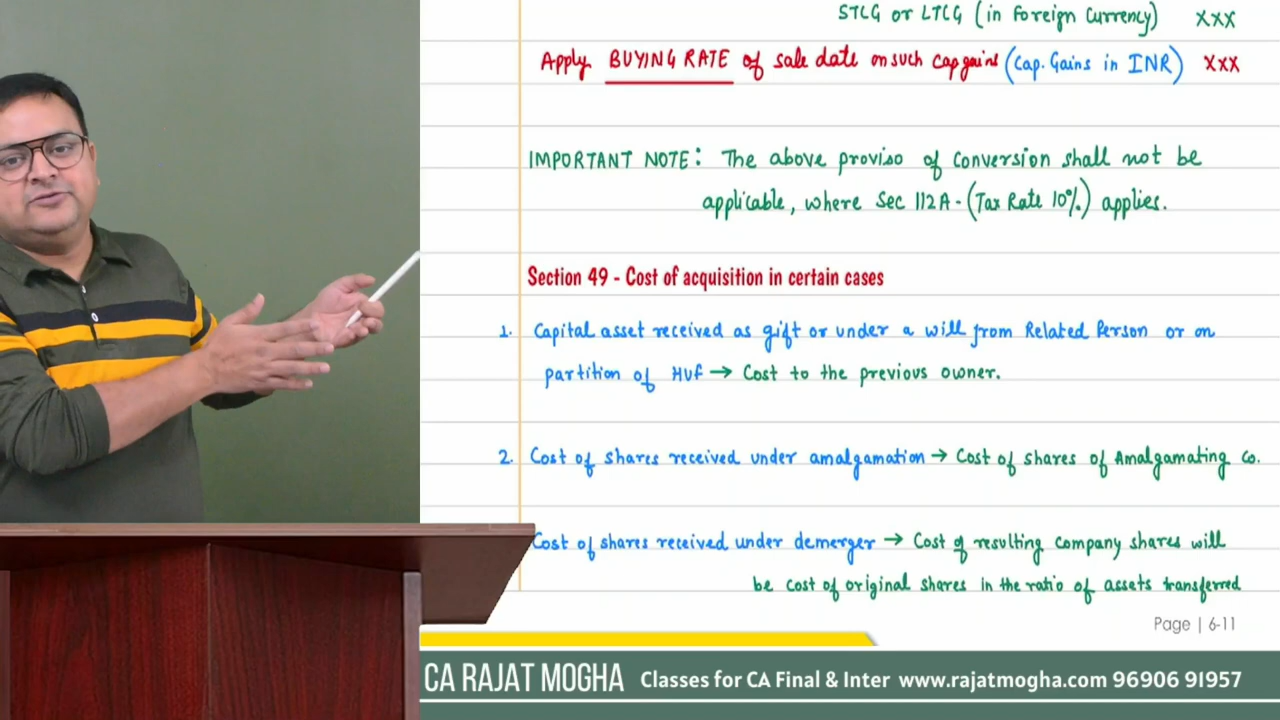 STCG or LTCG (in Foreign Currency) xxx
Apply BUYING RATE of sale date on such cap gains (Cap. Gains in INR) xxx
IMPORTANT NOTE: The above proviso of conversion shall not be
applicable, where Sec 112A - (Tax Rate 10%) applies.
Section 49 - Cost of acquisition in certain cases
1. Capital asset received as gift or under a will from Related Person or on
partition of HUF → Cost to the previous owner.
2. Cost of shares received under amalgamation → Cost of shares of Amalgamating Co.
Cost of shares received under demerger → Cost of resulting company shares will
be cost of original shares in the ratio of assets transferred
Page | 6-11
CA RAJAT MOGHA Classes for CA Final & Inter www.rajatmogha.com 96906 91957